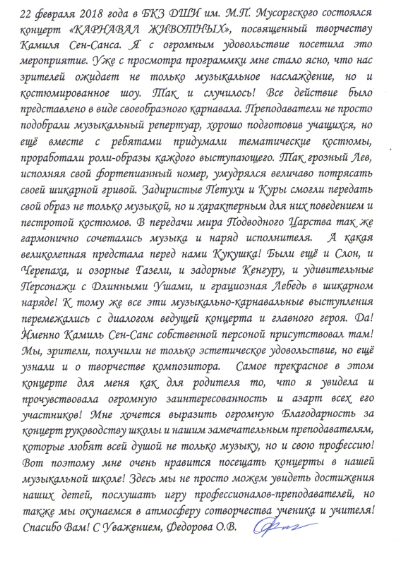 22 февраля 2018 года в БКЗ ДШИ им. М.П. Мусоргского состоялся
концерт «КАРНАВАЛ ЖИВОТНЫХ», посвященный творчеству
Камиля Сен-Санса. Я с огромным удовольствие посетила это
мероприятие. Уже с просмотра программки мне стало ясно, что нас
зрителей ожидает не только музыкальное наслаждение, но и
костюмированное шоу. Так и случилось! Все действие было
представлено в виде своеобразного карнавала. Преподаватели не просто
подобрали музыкальный репертуар, хорошо подготовив учащихся, но
ещё вместе с ребятами придумали тематические костюмы,
проработали роли-образы каждого выступающего. Так грозный Лев,
исполняя свой фортепианный номер, умудрялся величаво потрясать
своей шикарной гривой. Задиристые Петухи и Куры смогли передать
свой образ не только музыкой, но и характерным для них поведением и
пестротой костюмов. В передачи мира Подводного Царства так же
гармонично сочетались музыка и наряд исполнителя. А какая
великолепная предстала перед нами Кукушка! Были ещё и Слон, и
Черепаха, и озорные Газели, и задорные Кенгуру, и удивительные
Персонажи с Длинными Ушами, и грациозная Лебедь в шикарном
наряде! К тому же все эти музыкально-карнавальные выступления
перемежались с диалогом ведущей концерта и главного героя. Да!
Именно Камиль Сен-Санс собственной персоной присутствовал там!
Мы, зрители, получили не только эстетическое удовольствие, но ещё
узнали и о творчестве композитора. Самое прекрасное в этом
концерте для меня как для родителя то, что я увидела и
прочувствовала огромную заинтересованность и азарт всех его
участников! Мне хочется выразить огромную Благодарность за
концерт руководству школы и нашим замечательным преподавателям,
которые любят всей душой не только музыку, но и свою профессию!
Вот поэтому мне очень нравится посещать концерты в нашей
музыкальной школе! Здесь мы не просто можем увидеть достижения
наших детей, послушать игру профессионалов-преподавателей, но
также мы окунаемся в атмосферу сотворчества ученика и учителя!
Спасибо Вам! С Уважением, Федорова О.В.